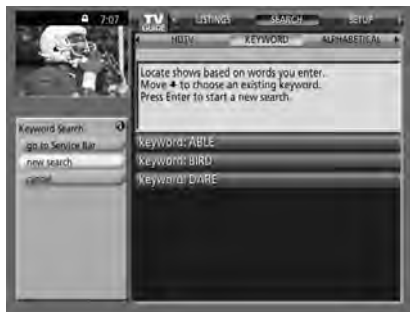 7:07
TV GUIDE LISTINGS SEARCH SETUP
HDTV KEYWORD ALPHABETICAL
Locate shows based on words you enter.
Move to choose an existing keyword.
Press Enter to start a new search.
Keyword Search
go to Service Bar
new search
cancel
keyword: ABLE
keyword: BIRD
keyword: DARE